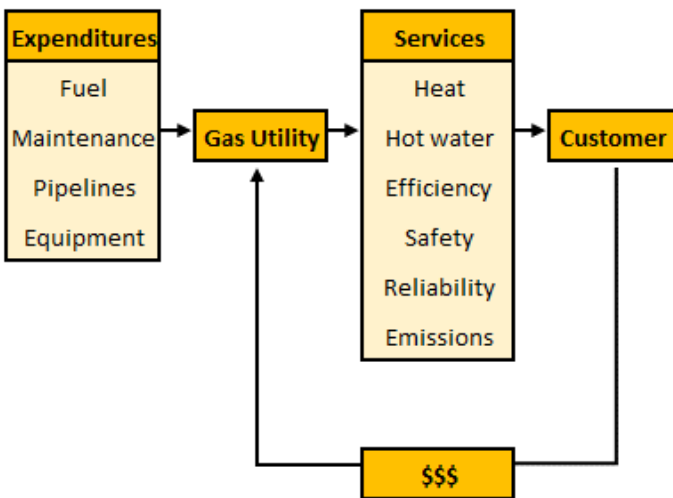 Expenditures
Fuel
Maintenance
Pipelines
Equipment
Gas Utility
Services
Heat
Hot water
Efficiency
Safety
Reliability
Emissions
Customer
$$$